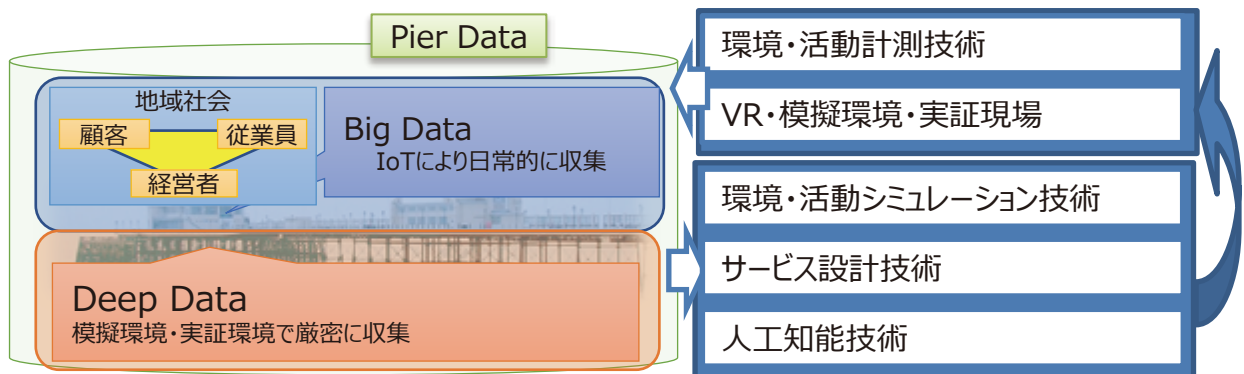 Pier Data
地域社会
顧客
従業員
経営者
Big Data
IoTにより日常的に収集
Deep Data
模擬環境・実証環境で厳密に収集
環境・活動計測技術
VR・模擬環境・実証現場
環境・活動シミュレーション技術
サービス設計技術
人工知能技術